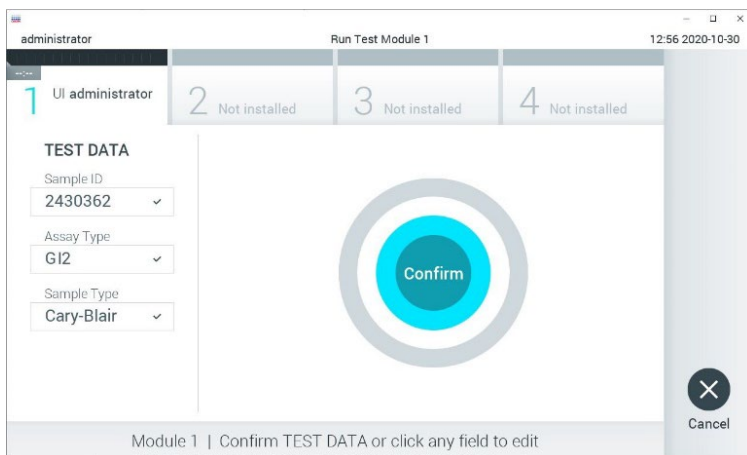 administrator
Run Test Module 1
12:56 2020-10-30
--:--
1 UI administrator
2 Not installed
3 Not installed
4 Not installed
TEST DATA
Sample ID
2430362
Assay Type
GI2
Sample Type
Cary-Blair
Confirm
Cancel
Module 1 | Confirm TEST DATA or click any field to edit